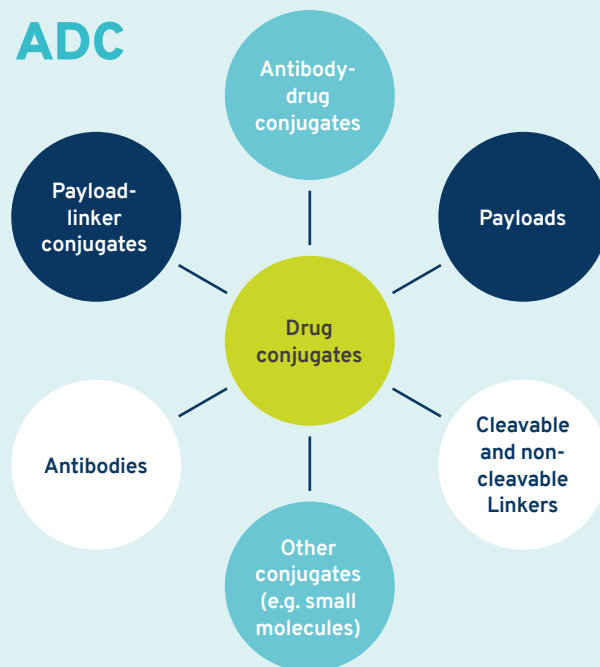 ADC
Antibody-
drug
conjugates
Payload-
linker
conjugates
Payloads
Drug
conjugates
Antibodies
Cleavable
and non-
cleavable
Linkers
Other
conjugates
(e.g. small
molecules)